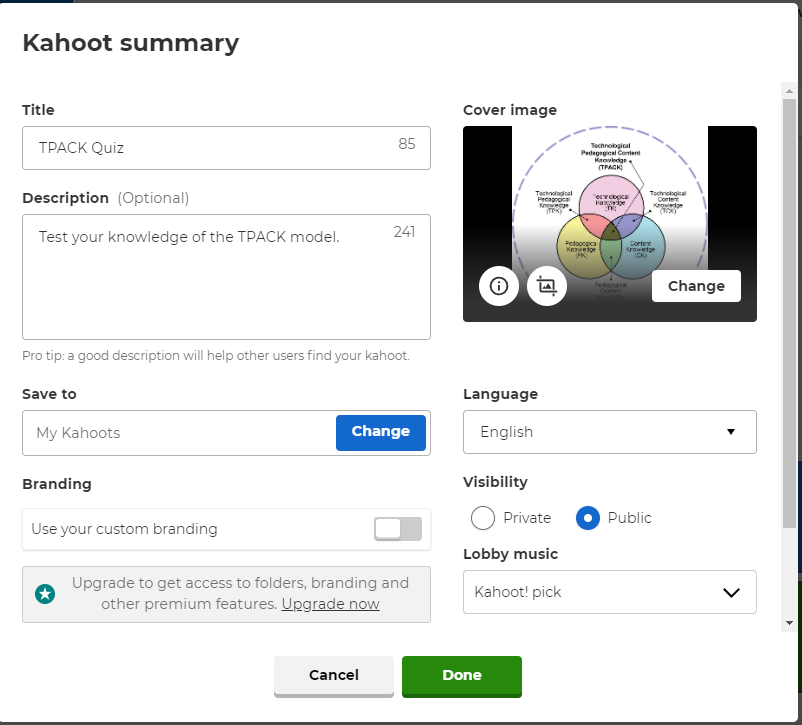 Kahoot summary
Title
TPACK Quiz
85
Description (Optional)
Test your knowledge of the TPACK model.
241
Pro tip: a good description will help other users find your kahoot.
Save to
My Kahoots
Change
Branding
Use your custom branding
Upgrade to get access to folders, branding and
other premium features. Upgrade now
Cover image
Technological
Pedagogical Content
Knowledge
(TPACK)
Technological
Pedagogical
Knowledge
(TPK)
Technological
Knowledge
(TK)
Technological
Content
Knowledge
(TCK)
Pedagogical
Knowledge
(PK)
Content
Knowledge
(CK)
Pedagogical
Content
Knowledge
Change
Language
English
Visibility
Private
Public
Lobby music
Kahoot! pick
Cancel
Done